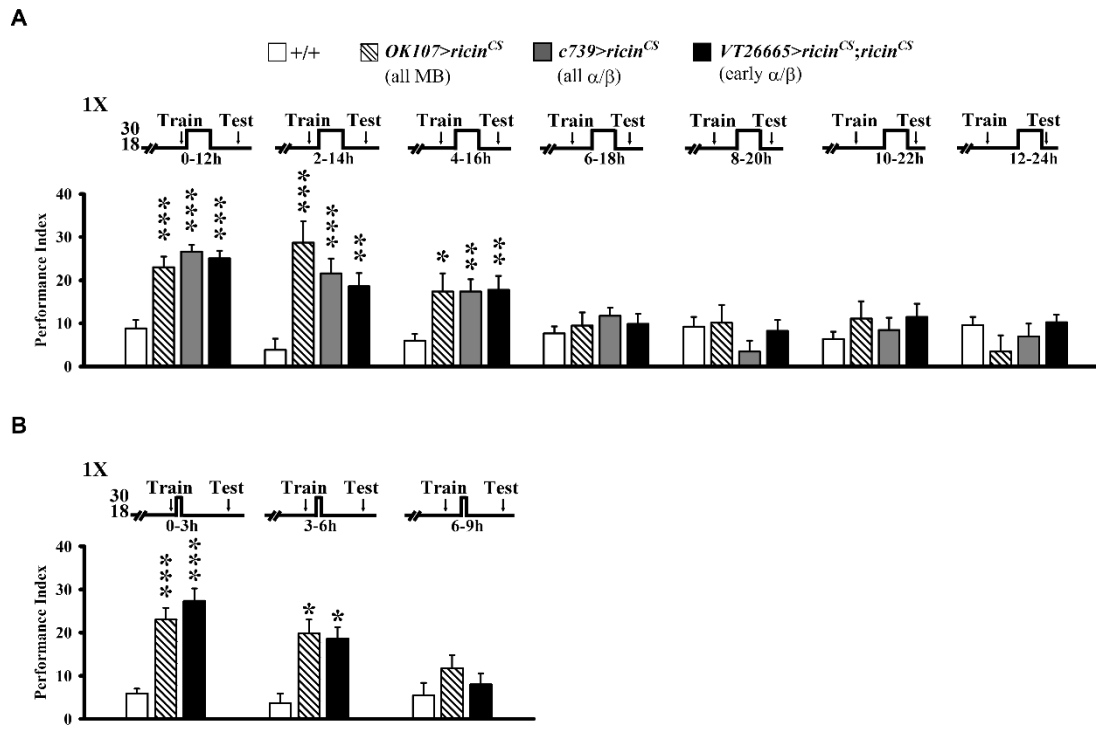 A
+/+ OK107>ricinCS c739>ricinCS VT26665>ricinCS;ricinCS
(all MB) (all α/β) (early α/β)
1X
Train Test Train Test Train Test Train Test Train Test Train Test Train Test
30
18
0-12h 2-14h 4-16h 6-18h 8-20h 10-22h 12-24h
Performance Index
40
30
20
10
0
*** *** *** *** *** ** * ** **
B
1X
Train Test Train Test Train Test
30
18
0-3h 3-6h 6-9h
Performance Index
40
30
20
10
0
*** *** * *